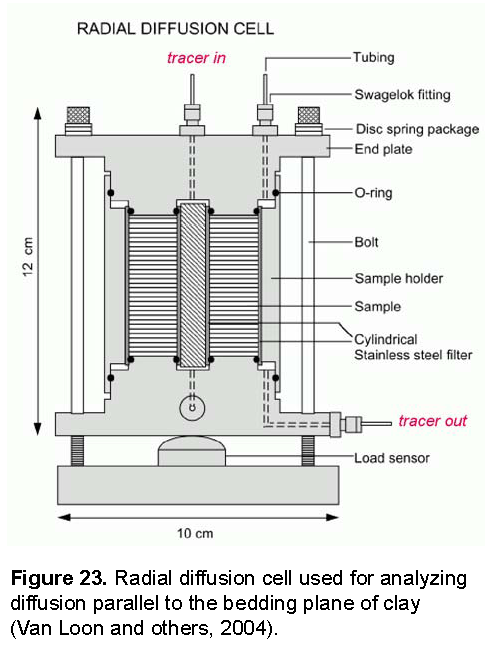 RADIAL DIFFUSION CELL
tracer in
Tubing
Swagelok fitting
Disc spring package
End plate
O-ring
Bolt
Sample holder
Sample
Cylindrical
Stainless steel filter
tracer out
Load sensor
12 cm
10 cm
Figure 23. Radial diffusion cell used for analyzing
diffusion parallel to the bedding plane of clay
(Van Loon and others, 2004).